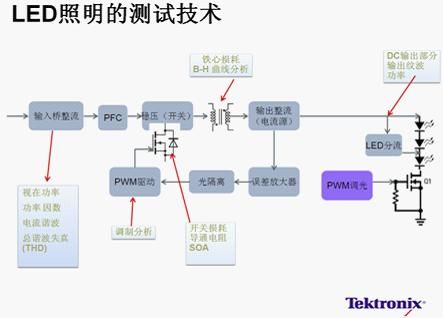 LED照明的测试技术
铁心损耗
B-H 曲线分析
DC输出部分
输出纹波
功率
输入桥整流
PFC
稳压（开关）
输出整流
（电流源）
LED分流
PWM驱动
光隔离
误差放大器
PWM调光
Q1
视在功率
功率因数
电流谐波
总谐波失真
(THD)
调制分析
开关损耗
导通电阻
SOA
Tektronix